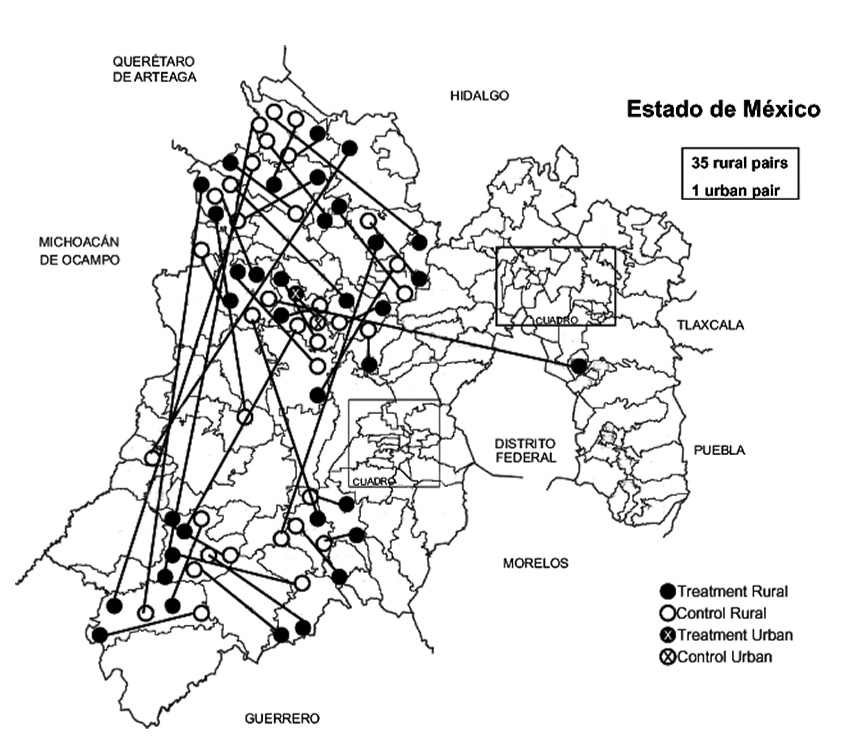 QUERÉTARO
DE ARTEAGA
HIDALGO
Estado de México
35 rural pairs
1 urban pair
MICHOACÁN
DE OCAMPO
CUADRO
TLAXCALA
DISTRITO
FEDERAL
PUEBLA
CUADRO
MORELOS
Treatment Rural
Control Rural
Treatment Urban
Control Urban
GUERRERO